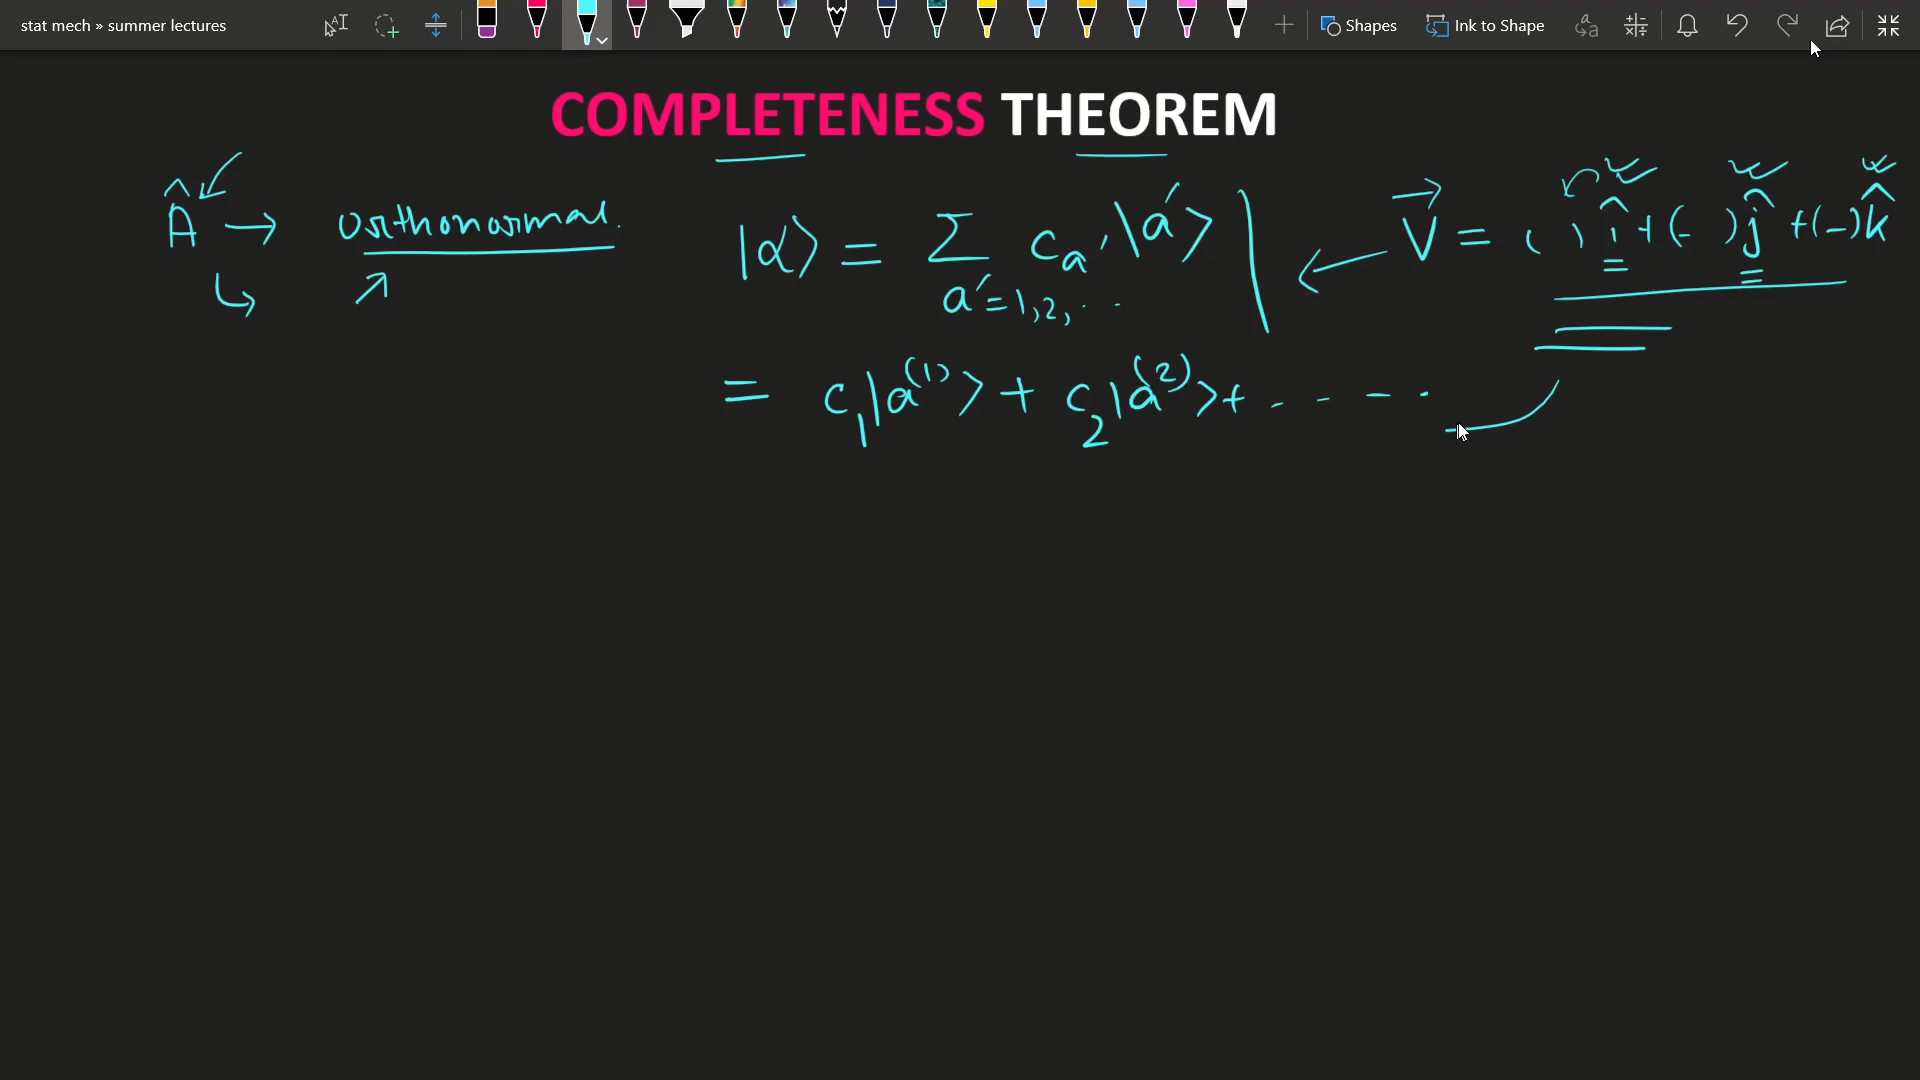 stat mech » summer lectures
Shapes
Ink to Shape
COMPLETENESS THEOREM
Â → orthonormal.
|α⟩ = Σ cₐ′ |a′⟩
a′=1,2,...
V⃗ = ( ) î + (- ) ĵ + (-) k̂
= c₁|a⁽¹⁾⟩ + c₂|a⁽²⁾⟩ + - - - .